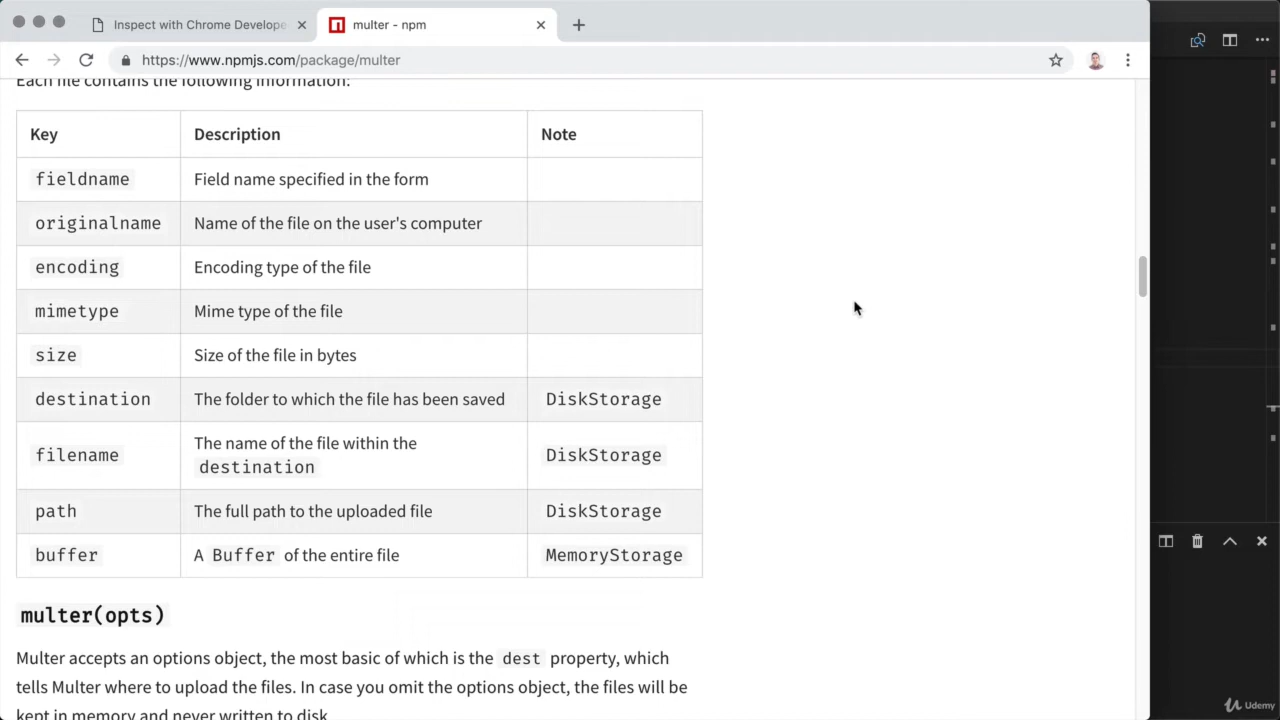 Inspect with Chrome Develope
multer - npm
https://www.npmjs.com/package/multer
Each file contains the following information:
Key Description Note
fieldname Field name specified in the form
originalname Name of the file on the user's computer
encoding Encoding type of the file
mimetype Mime type of the file
size Size of the file in bytes
destination The folder to which the file has been saved DiskStorage
filename The name of the file within the destination DiskStorage
path The full path to the uploaded file DiskStorage
buffer A Buffer of the entire file MemoryStorage
multer(opts)
Multer accepts an options object, the most basic of which is the dest property, which
tells Multer where to upload the files. In case you omit the options object, the files will be
kept in memory and never written to disk
Udemy